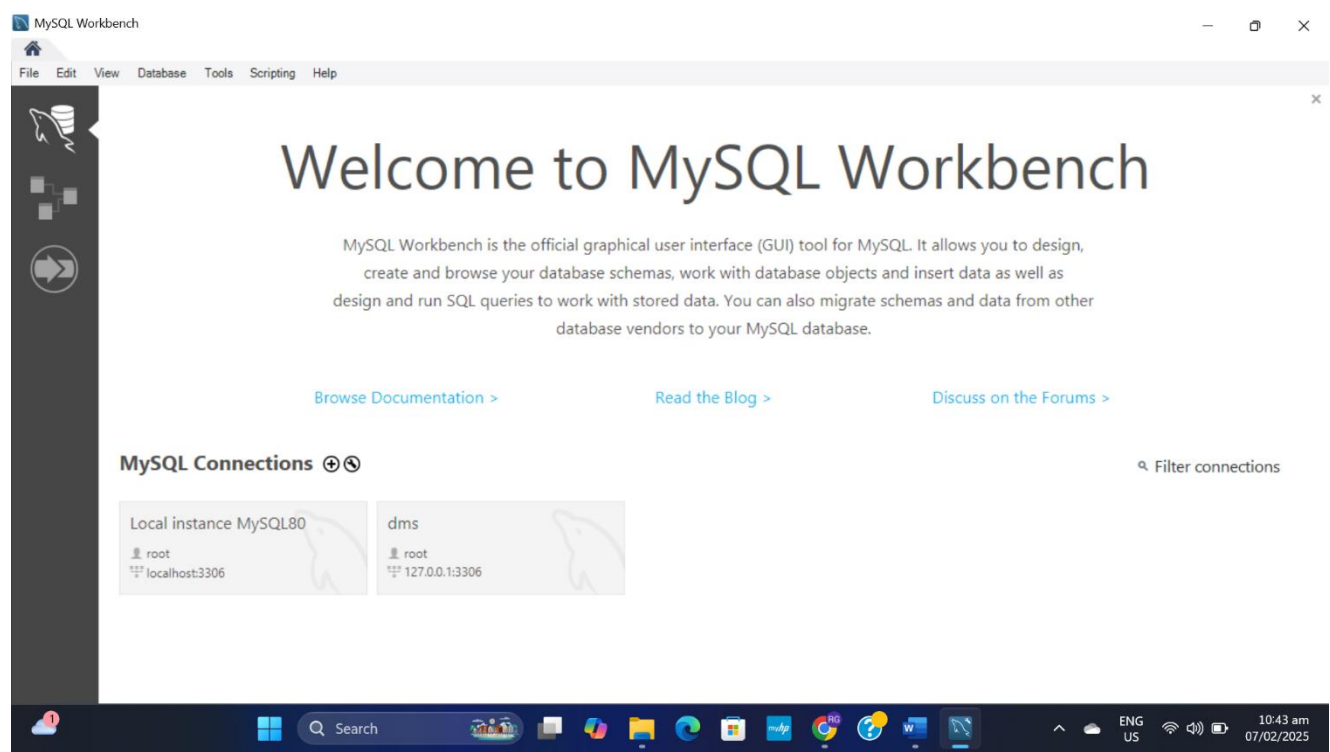 MySQL Workbench
File Edit View Database Tools Scripting Help
Welcome to MySQL Workbench
MySQL Workbench is the official graphical user interface (GUI) tool for MySQL. It allows you to design,
create and browse your database schemas, work with database objects and insert data as well as
design and run SQL queries to work with stored data. You can also migrate schemas and data from other
database vendors to your MySQL database.
Browse Documentation > Read the Blog > Discuss on the Forums >
MySQL Connections Filter connections
Local instance MySQL80
root
localhost:3306
dms
root
127.0.0.1:3306
1 Search myhp RG W ENG 10:43 am
US 07/02/2025